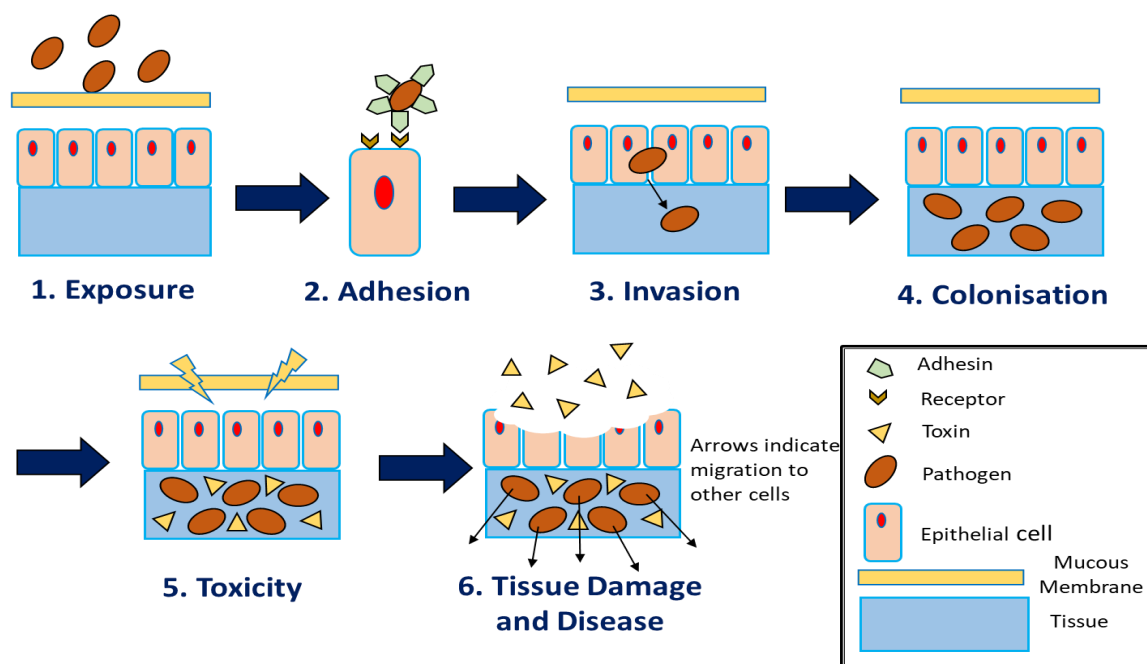 1. Exposure
2. Adhesion
3. Invasion
4. Colonisation
5. Toxicity
6. Tissue Damage
and Disease
Arrows indicate
migration to
other cells
Adhesin
Receptor
Toxin
Pathogen
Epithelial cell
Mucous
Membrane
Tissue